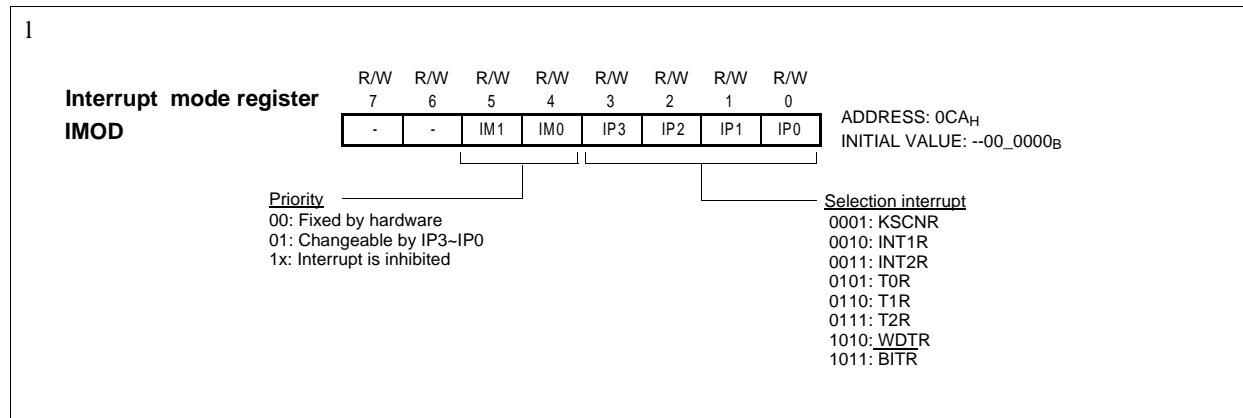 l
R/W R/W R/W R/W R/W R/W R/W R/W
Interrupt mode register 7 6 5 4 3 2 1 0
IMOD - - IM1 IM0 IP3 IP2 IP1 IP0
ADDRESS: 0CAH
INITIAL VALUE: --00_0000B
Priority
00: Fixed by hardware
01: Changeable by IP3~IP0
1x: Interrupt is inhibited
Selection interrupt
0001: KSCNR
0010: INT1R
0011: INT2R
0101: T0R
0110: T1R
0111: T2R
1010: WDTR
1011: BITR